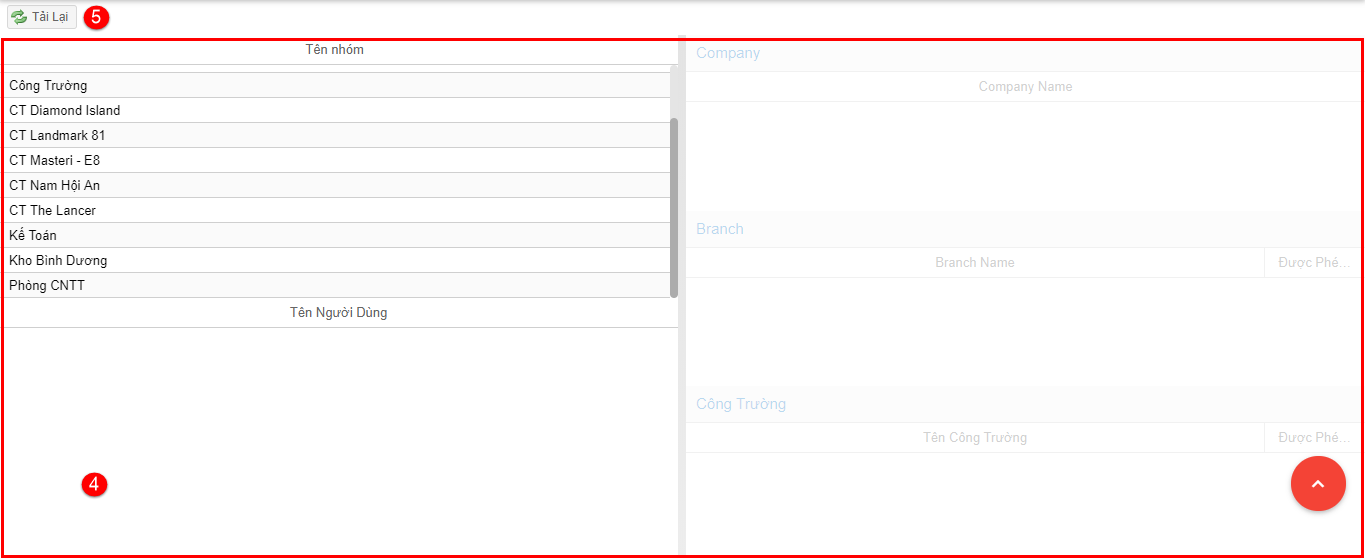 Tải Lại
5
Tên nhóm
Công Trường
CT Diamond Island
CT Landmark 81
CT Masteri - E8
CT Nam Hội An
CT The Lancer
Kế Toán
Kho Bình Dương
Phòng CNTT
Tên Người Dùng
4
Company
Company Name
Branch
Branch Name Được Phé...
Công Trường
Tên Công Trường Được Phé...